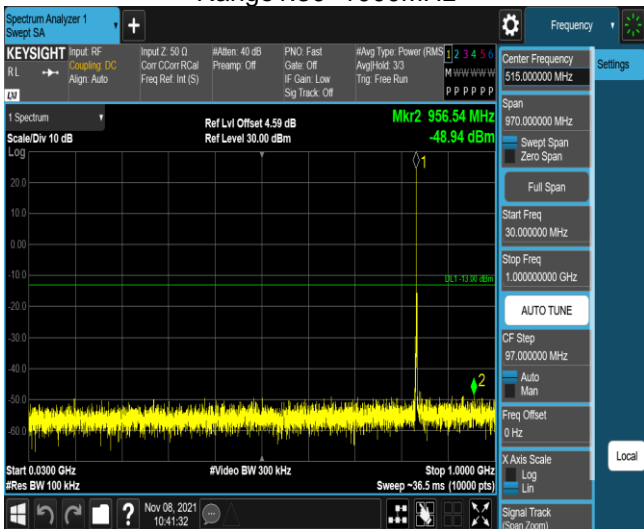 Range1:30~1000MHz
Spectrum Analyzer 1
Swept SA
+
Frequency
KEYSIGHT
RL
LXI
Input: RF
Coupling: DC
Align: Auto
Input Z: 50 Ω
Corr CCorr RCal
Freq Ref: Int (S)
#Atten: 40 dB
Preamp: Off
PNO: Fast
Gate: Off
IF Gain: Low
Sig Track: Off
#Avg Type: Power (RMS
Avg|Hold: 3/3
Trig: Free Run
1 2 3 4 5 6
M W W W W W
P P P P P P
1 Spectrum
Scale/Div 10 dB
Ref Lvl Offset 4.59 dB
Ref Level 30.00 dBm
Mkr2 956.54 MHz
-48.94 dBm
Log
20.0
10.0
0.00
-10.0
-20.0
-30.0
-40.0
-50.0
-60.0
1
DL1 -13.00 dBm
2
Start 0.0300 GHz
#Res BW 100 kHz
#Video BW 300 kHz
Stop 1.0000 GHz
Sweep ~36.5 ms (10000 pts)
Nov 08, 2021
10:41:32
?
Center Frequency
515.000000 MHz
Span
970.000000 MHz
Swept Span
Zero Span
Full Span
Start Freq
30.000000 MHz
Stop Freq
1.000000000 GHz
AUTO TUNE
CF Step
97.000000 MHz
Auto
Man
Freq Offset
0 Hz
X Axis Scale
Log
Lin
Signal Track
(Span Zoom)
Settings
Local